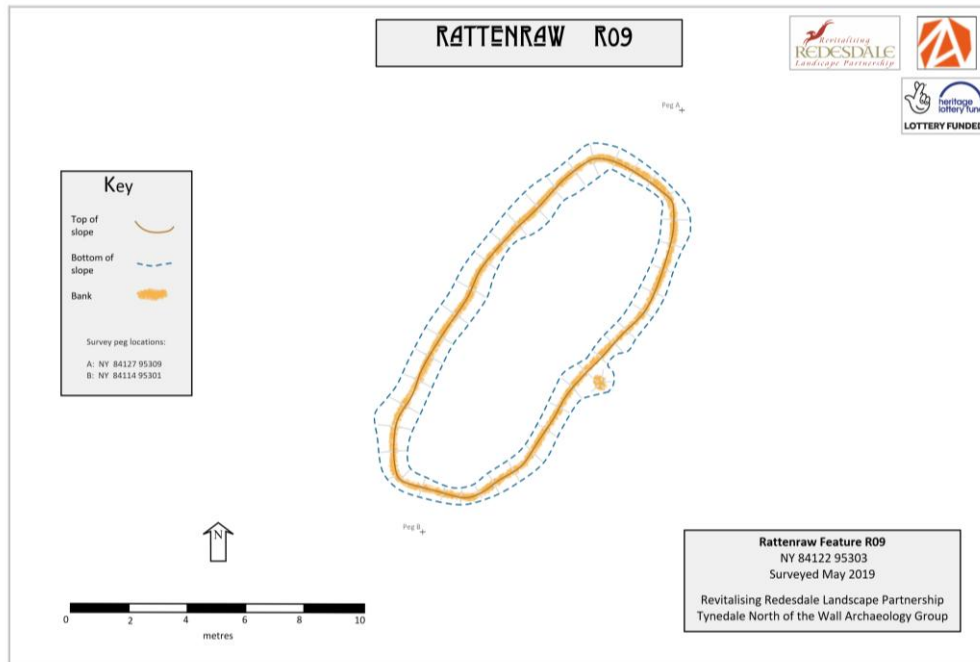 RATTENRAW R09
Revitalising
REDESDALE
Landscape Partnership
heritage
lottery fund
LOTTERY FUNDED
Peg A
Key
Top of
slope
Bottom of
slope
Bank
Survey peg locations:
A: NY 84127 95309
B: NY 84114 95301
Peg B
N
0 2 4 6 8 10
metres
Rattenraw Feature R09
NY 84122 95303
Surveyed May 2019
Revitalising Redesdale Landscape Partnership
Tynedale North of the Wall Archaeology Group